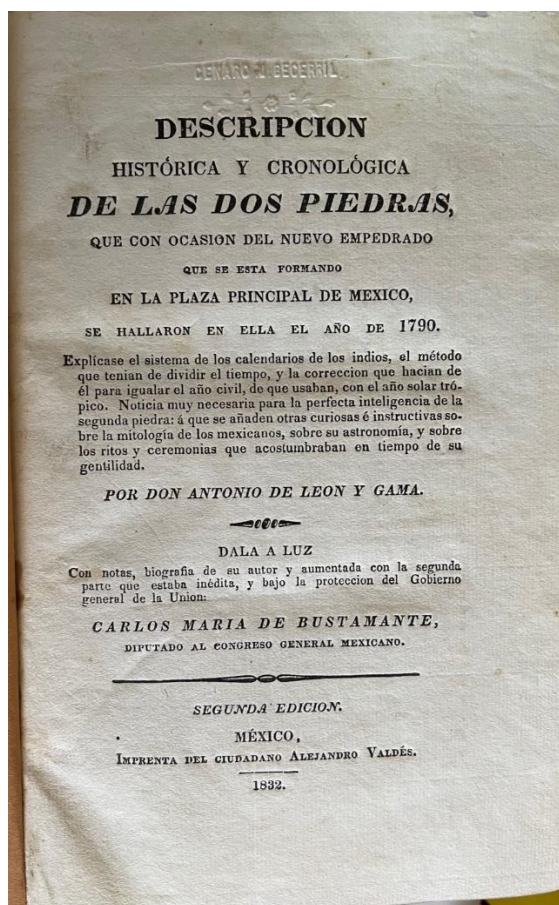 GENARO J. BECERRIL
DESCRIPCION
HISTÓRICA Y CRONOLÓGICA
DE LAS DOS PIEDRAS,
QUE CON OCASION DEL NUEVO EMPEDRADO
QUE SE ESTA FORMANDO
EN LA PLAZA PRINCIPAL DE MEXICO,
SE HALLARON EN ELLA EL AÑO DE 1790.
Explícase el sistema de los calendarios de los indios, el método
que tenian de dividir el tiempo, y la correccion que hacian de
él para igualar el año civil, de que usaban, con el año solar tró-
pico. Noticia muy necesaria para la perfecta inteligencia de la
segunda piedra: á que se añaden otras curiosas é instructivas so-
bre la mitología de los mexicanos, sobre su astronomía, y sobre
los ritos y ceremonias que acostumbraban en tiempo de su
gentilidad.
POR DON ANTONIO DE LEON Y GAMA.
DALA A LUZ
Con notas, biografia de su autor y aumentada con la segunda
parte que estaba inédita, y bajo la proteccion del Gobierno
general de la Union:
CARLOS MARIA DE BUSTAMANTE,
DIPUTADO AL CONGRESO GENERAL MEXICANO.
SEGUNDA EDICION.
MÉXICO,
IMPRENTA DEL CIUDADANO ALEJANDRO VALDÉS.
1832.